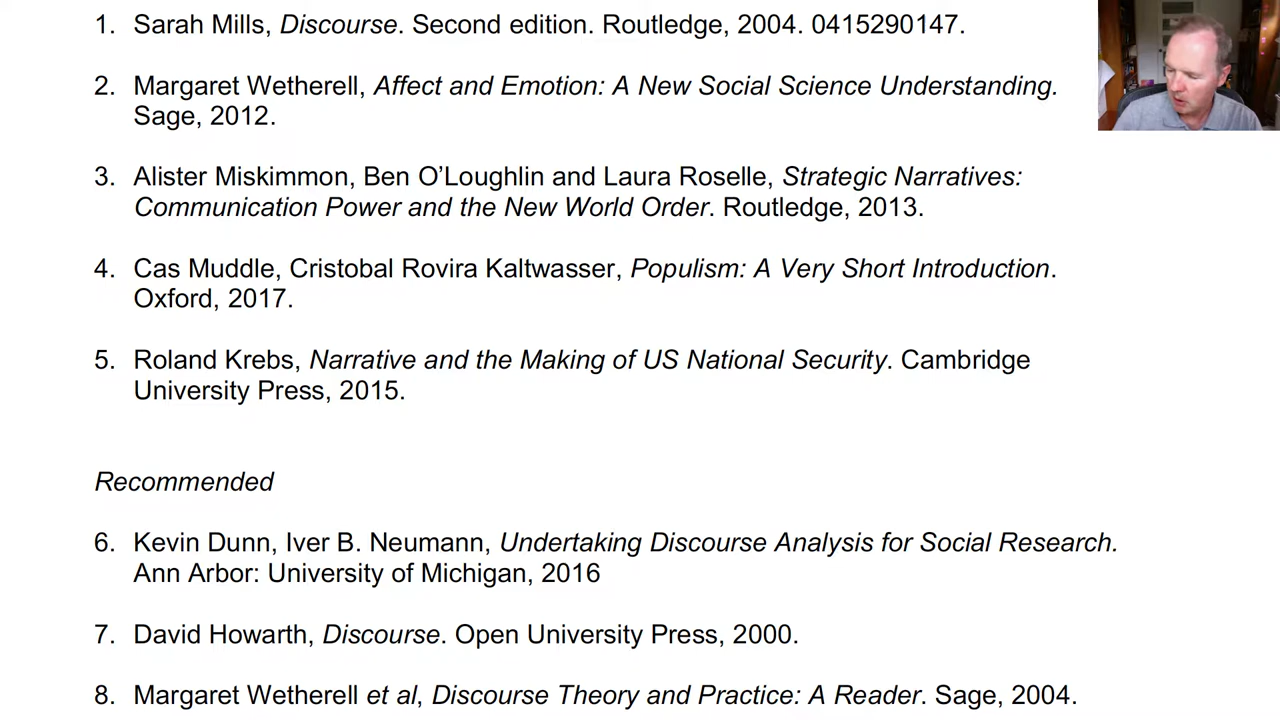 1. Sarah Mills, Discourse. Second edition. Routledge, 2004. 0415290147.
2. Margaret Wetherell, Affect and Emotion: A New Social Science Understanding.
Sage, 2012.
3. Alister Miskimmon, Ben O’Loughlin and Laura Roselle, Strategic Narratives:
Communication Power and the New World Order. Routledge, 2013.
4. Cas Muddle, Cristobal Rovira Kaltwasser, Populism: A Very Short Introduction.
Oxford, 2017.
5. Roland Krebs, Narrative and the Making of US National Security. Cambridge
University Press, 2015.
Recommended
6. Kevin Dunn, Iver B. Neumann, Undertaking Discourse Analysis for Social Research.
Ann Arbor: University of Michigan, 2016
7. David Howarth, Discourse. Open University Press, 2000.
8. Margaret Wetherell et al, Discourse Theory and Practice: A Reader. Sage, 2004.